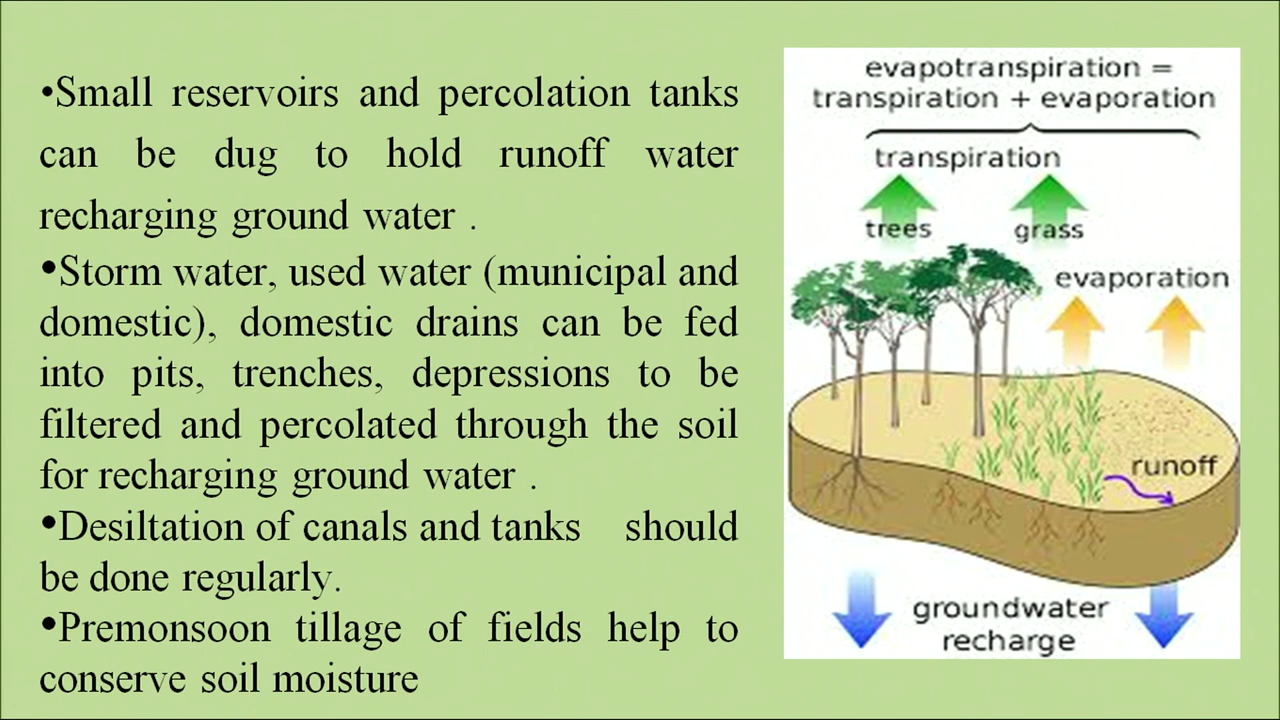 •Small reservoirs and percolation tanks
can be dug to hold runoff water
recharging ground water .
•Storm water, used water (municipal and
domestic), domestic drains can be fed
into pits, trenches, depressions to be
filtered and percolated through the soil
for recharging ground water .
•Desiltation of canals and tanks should
be done regularly.
•Premonsoon tillage of fields help to
conserve soil moisture
evapotranspiration =
transpiration + evaporation
transpiration
trees
grass
evaporation
runoff
groundwater
recharge